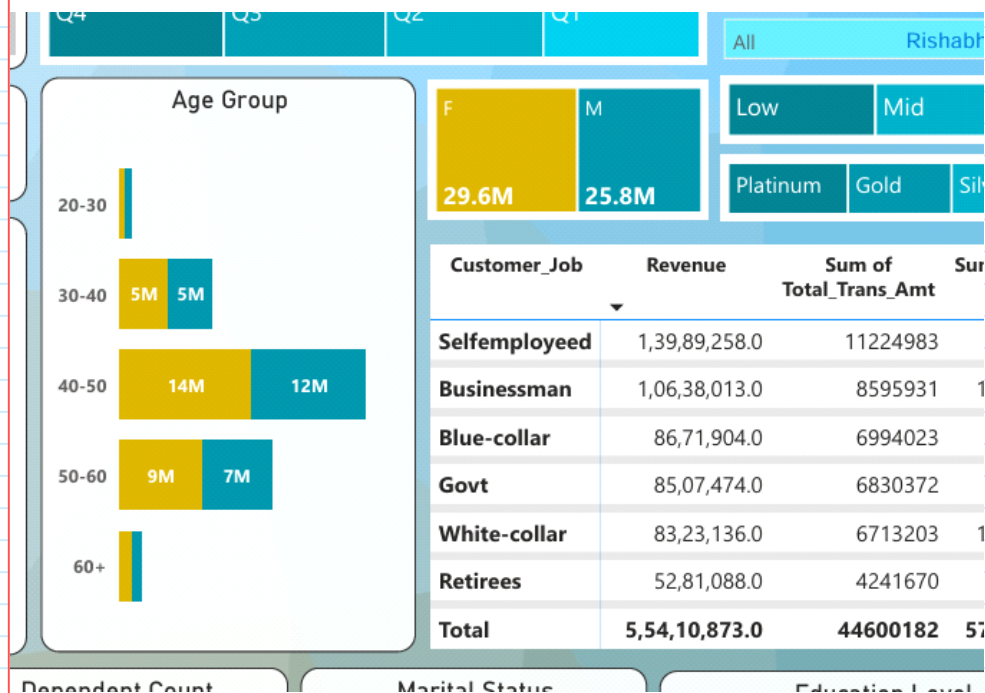 Q4 Q3 Q2 Q1
All Rishabh
Age Group
20-30
30-40 5M 5M
40-50 14M 12M
50-60 9M 7M
60+
F M
29.6M 25.8M
Low Mid
Platinum Gold
Customer_Job Revenue Sum of
Total_Trans_Amt
Selfemployeed 1,39,89,258.0 11224983
Businessman 1,06,38,013.0 8595931
Blue-collar 86,71,904.0 6994023
Govt 85,07,474.0 6830372
White-collar 83,23,136.0 6713203
Retirees 52,81,088.0 4241670
Total 5,54,10,873.0 44600182
Dependent Count Marital Status Education Level